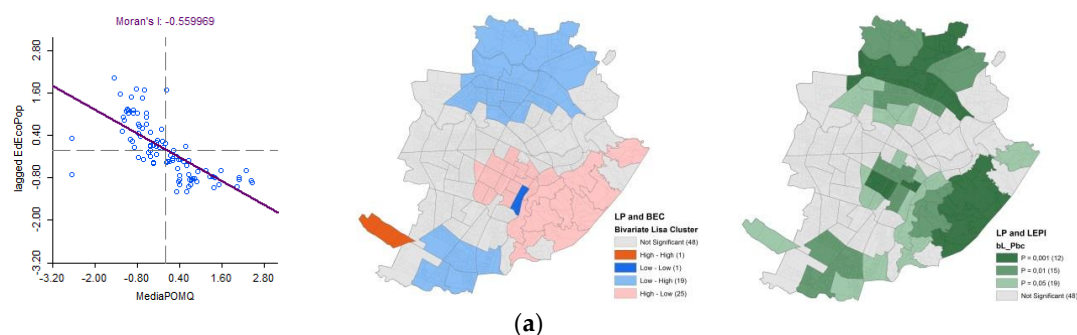 Moran's I: -0.559969
lagged EdEcoPop
2.80
1.60
0.40
-0.80
-2.00
-3.20
-3.20
-2.00
-0.80
0.40
1.60
2.80
MediaPOMQ
LP and BEC
Bivariate Lisa Cluster
Not Significant (48)
High - High (1)
Low - Low (1)
Low - High (19)
High - Low (25)
LP and LEPI
bL_Pbc
P = 0,001 (12)
P = 0,01 (15)
P = 0,05 (19)
Not Significant (48)
(a)